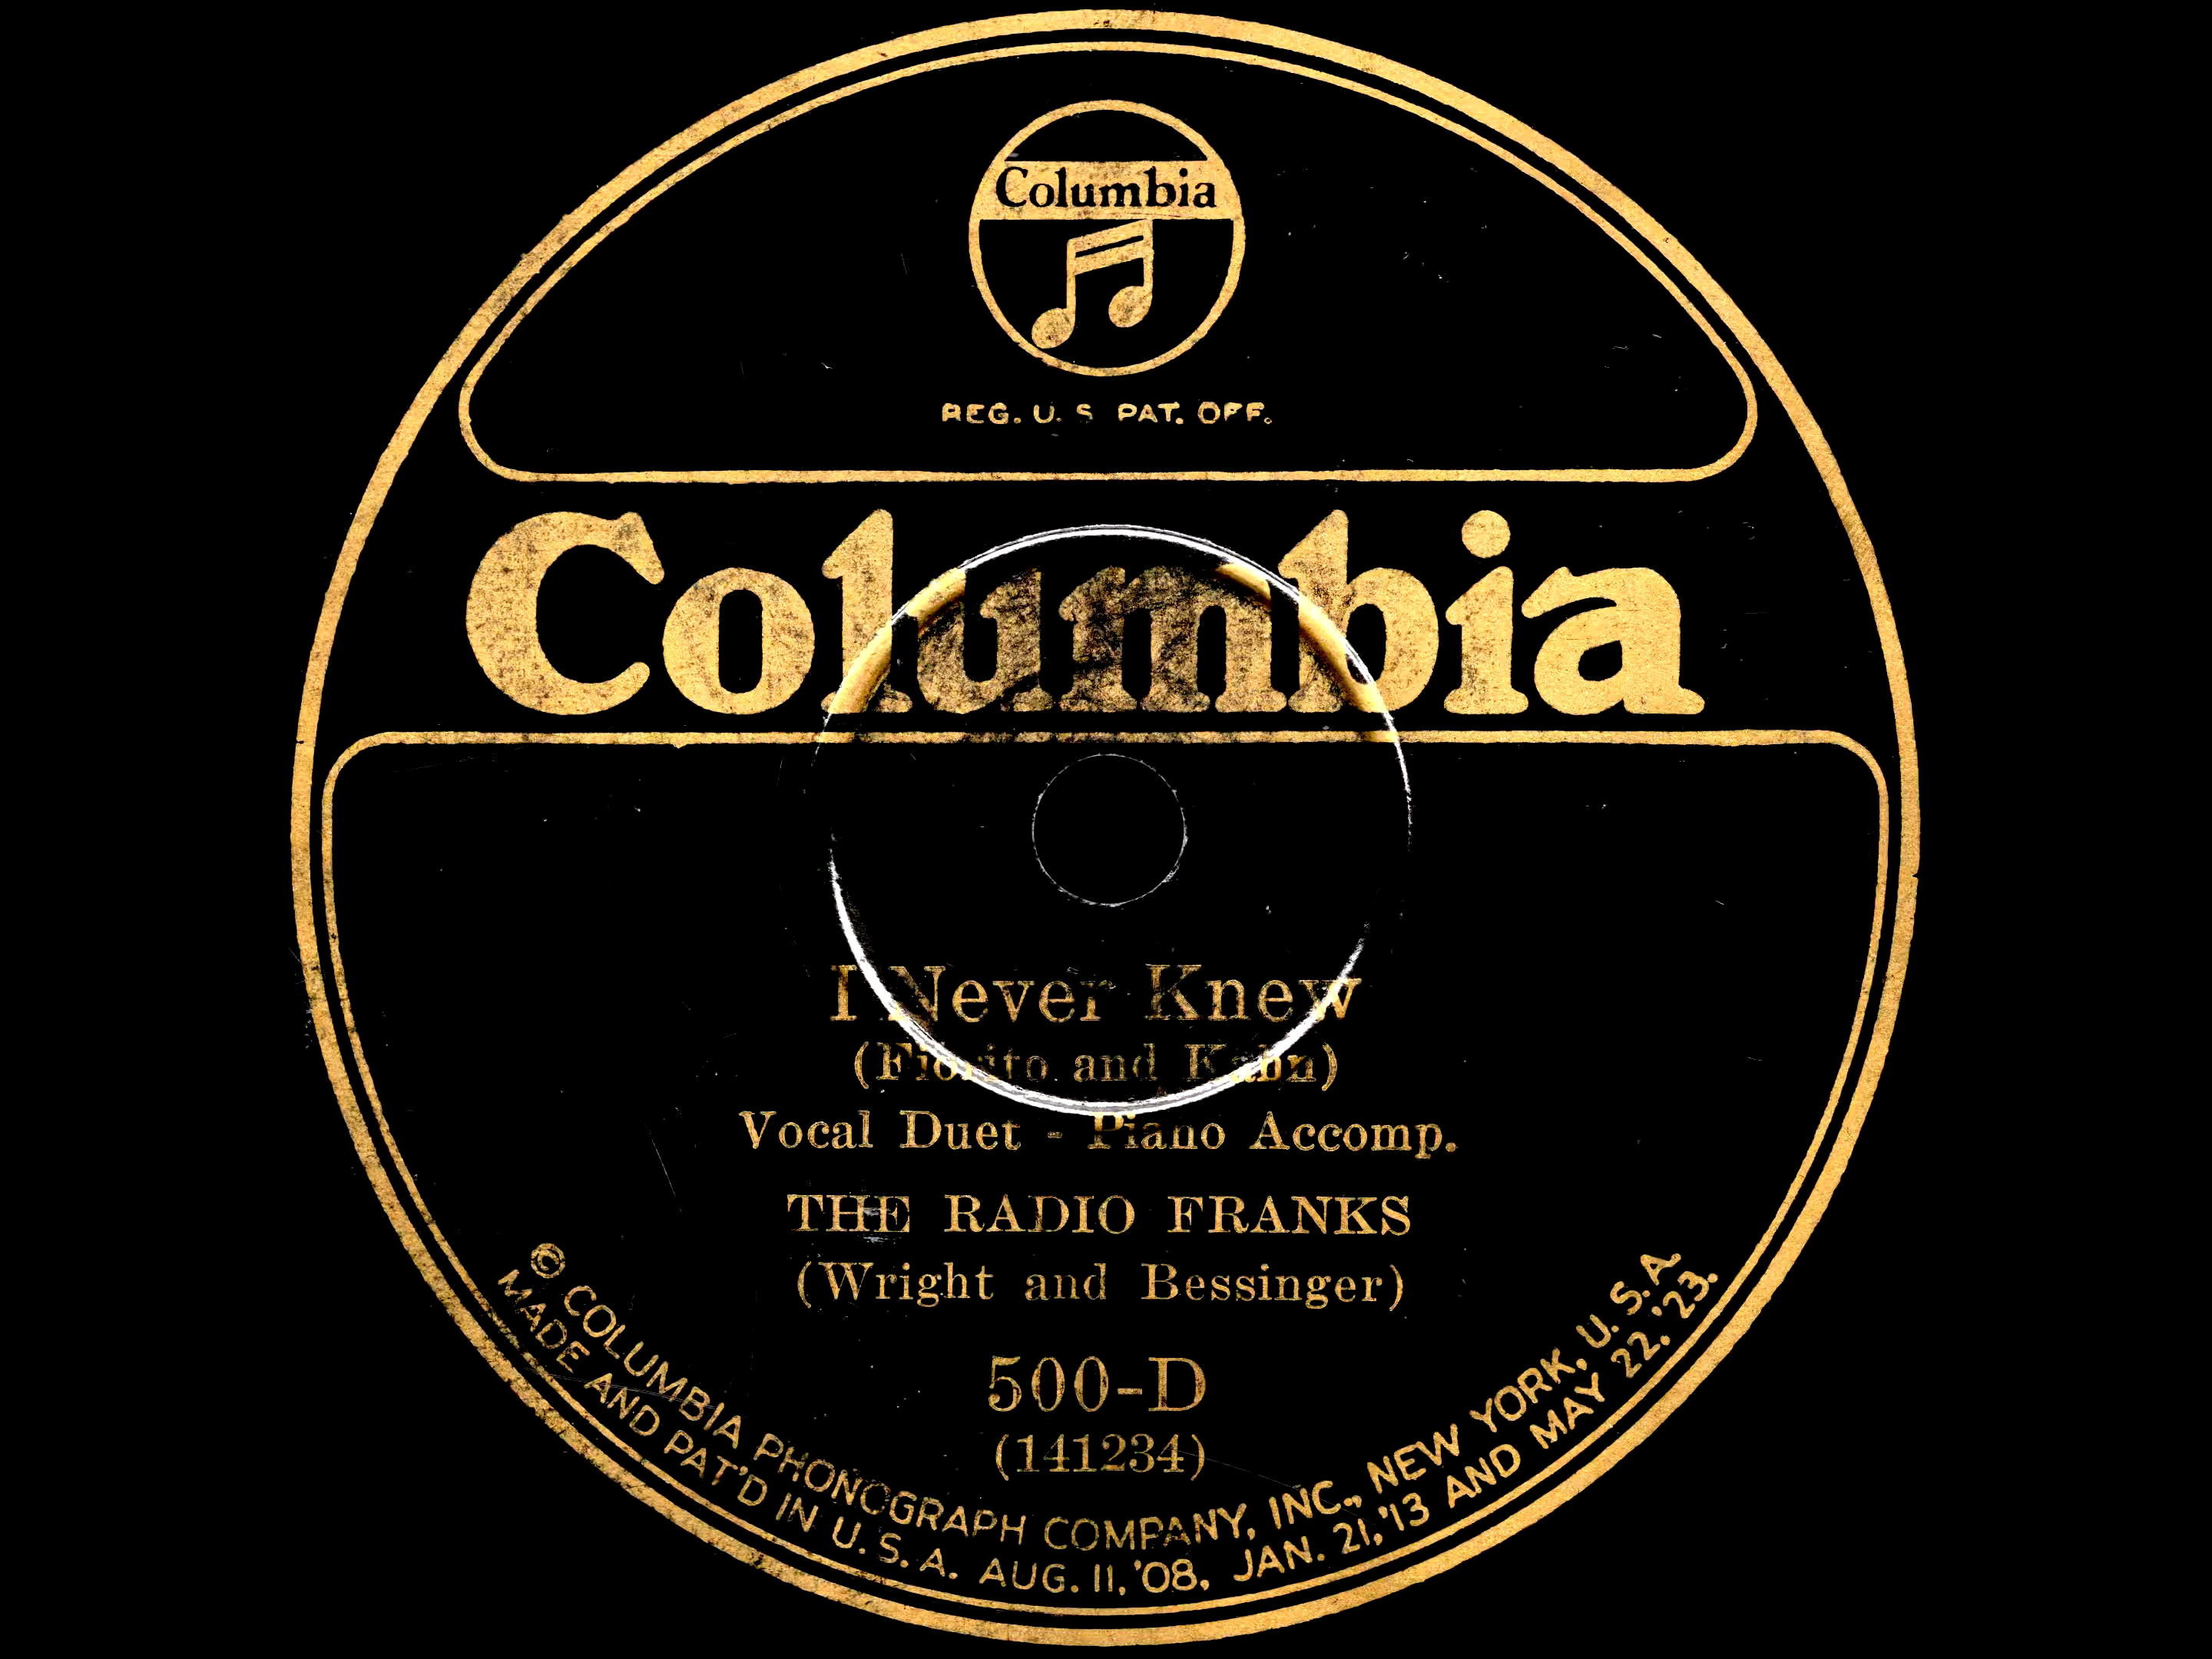 Columbia
REG. U. S PAT. OFF.
Columbia
I Never Knew
(Fiorito and Kahn)
Vocal Duet - Piano Accomp.
THE RADIO FRANKS
(Wright and Bessinger)
500-D
(141234)
© COLUMBIA PHONOGRAPH COMPANY, INC., NEW YORK, U. S. A.
MADE AND PAT'D IN U. S. A. AUG. 11, '08, JAN. 21, '13 AND MAY 22, '23.